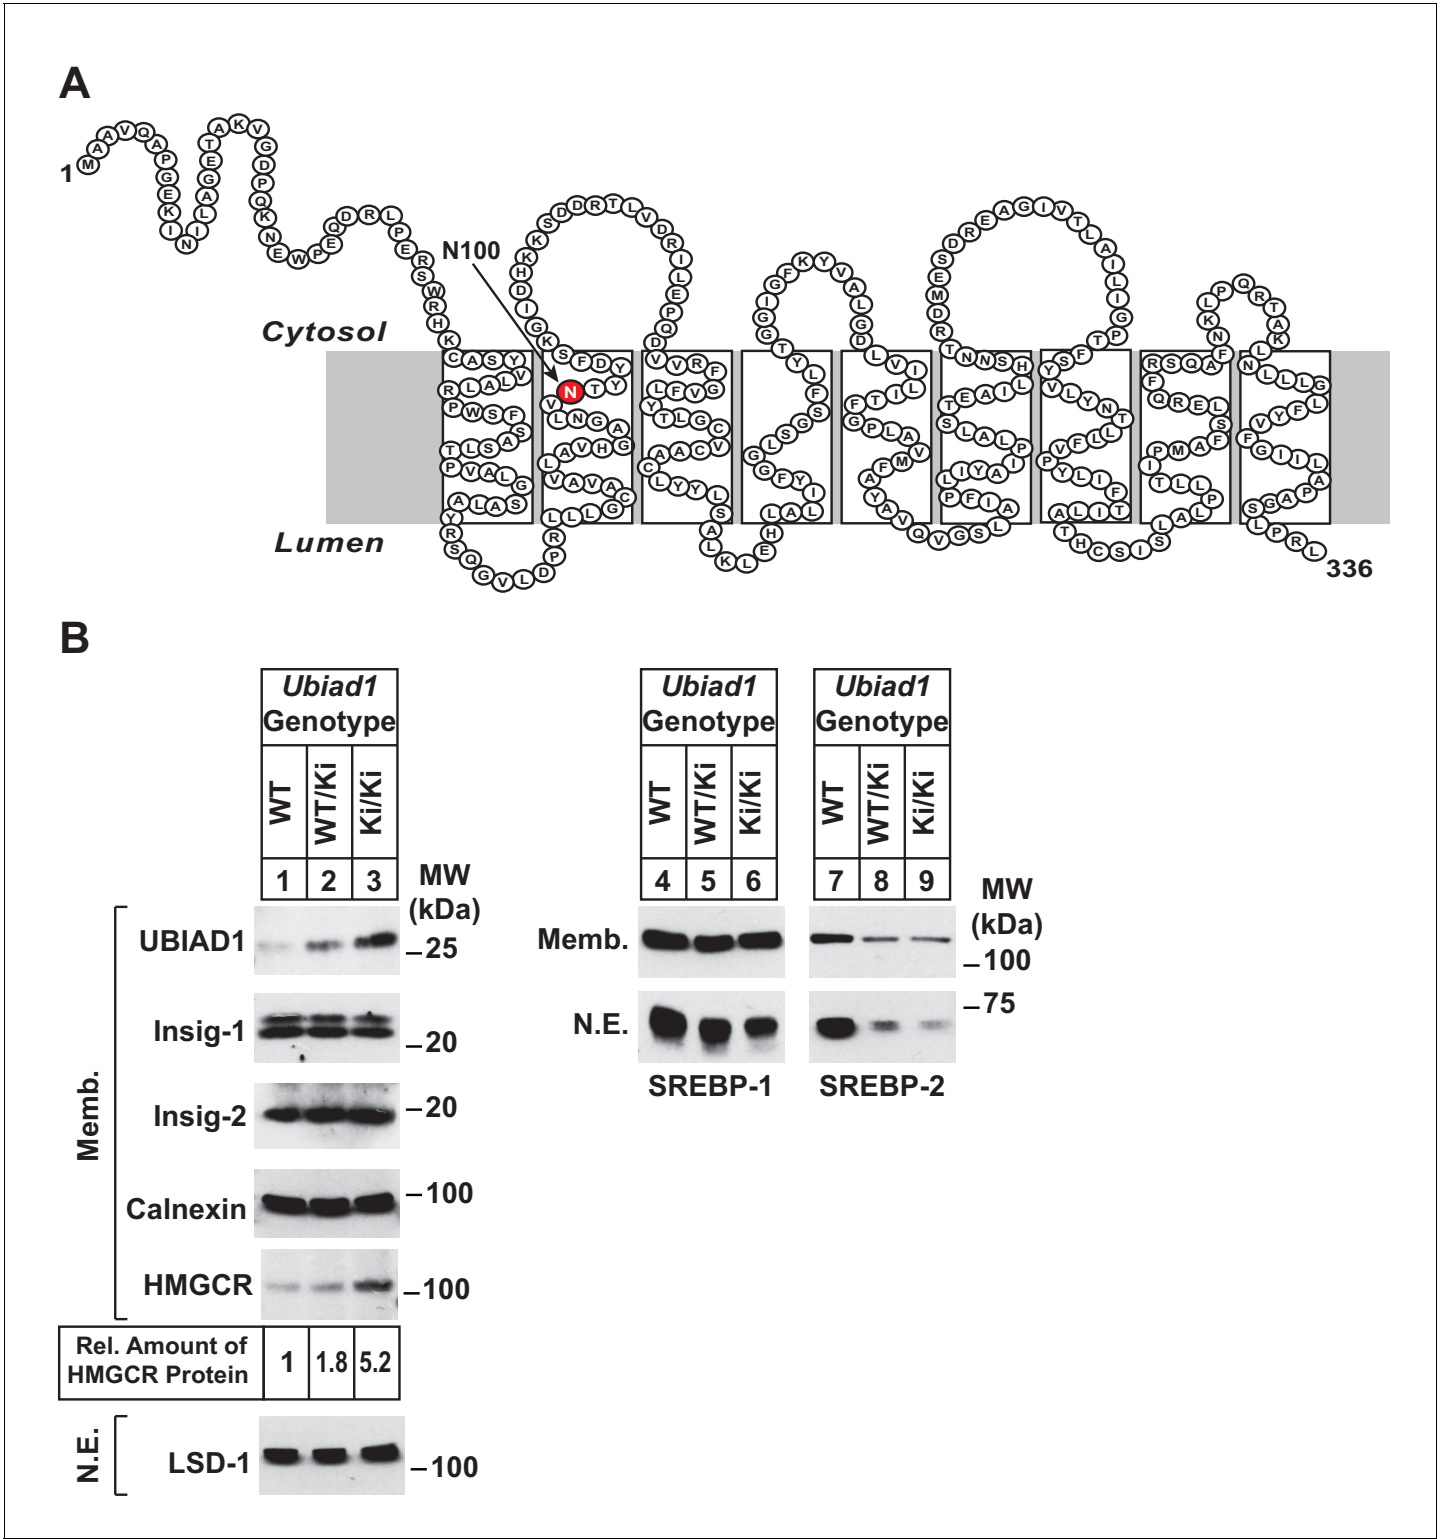 A
1
MAAVQAPGEKINILAGETAKVGDPQKNEWPEQDRLPERSWRHKCASYVLALRPWSFSASLTPVALGSALAYRSQGVLDPRLLLGCAVAVLAVHGAGNLVNTYYDFSKGIDHKKSDDRTLVDRILEPQDVVRFGVFLYTLGCVCAACLYYLSALKLEHLALIYFGGLSGSFLYTGGIGFKYVALGDLVILITFGPLAVMFAYAVQVGSLAIFPLIYAIPLALSTEAILHSNNTRDMESDREAGIVTLAILIGPTFSYVLYNTLLFVPYLIFTILATHCSISLALPLLTIPMAFSLERQFRSQAFNKLPQRTAKLNLLLGLFYVFGIILAPAGSLPRL
N100
Cytosol
Lumen
336
B
Ubiad1
Genotype
WT WT/Ki Ki/Ki
1 2 3
MW
(kDa)
Memb.
UBIAD1
25
Insig-1
20
Insig-2
20
Calnexin
100
HMGCR
100
Rel. Amount of
HMGCR Protein
1 1.8 5.2
N.E.
LSD-1
100
Ubiad1
Genotype
WT WT/Ki Ki/Ki
4 5 6
Ubiad1
Genotype
WT WT/Ki Ki/Ki
7 8 9
MW
(kDa)
Memb.
100
75
N.E.
SREBP-1
SREBP-2